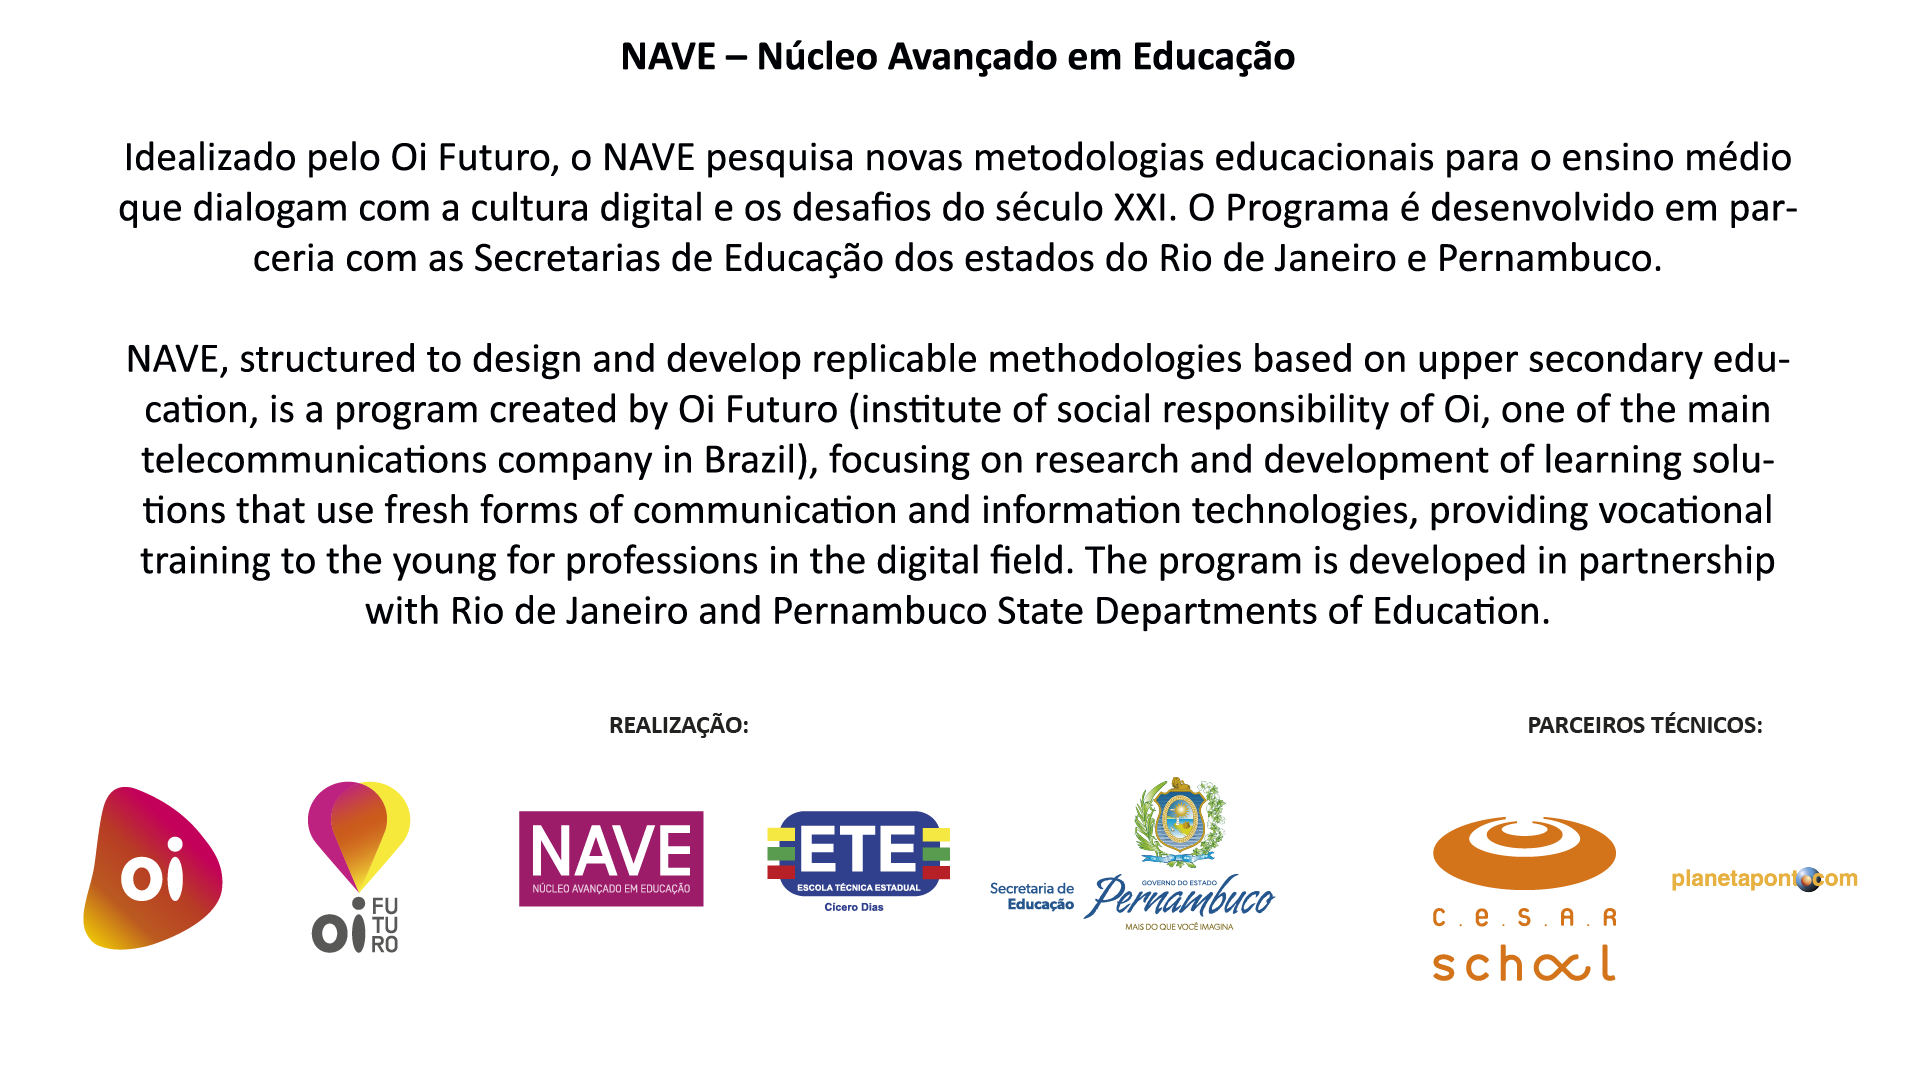 NAVE – Núcleo Avançado em Educação
Idealizado pelo Oi Futuro, o NAVE pesquisa novas metodologias educacionais para o ensino médio
que dialogam com a cultura digital e os desafios do século XXI. O Programa é desenvolvido em par-
ceria com as Secretarias de Educação dos estados do Rio de Janeiro e Pernambuco.
NAVE, structured to design and develop replicable methodologies based on upper secondary edu-
cation, is a program created by Oi Futuro (institute of social responsibility of Oi, one of the main
telecommunications company in Brazil), focusing on research and development of learning solu-
tions that use fresh forms of communication and information technologies, providing vocational
training to the young for professions in the digital field. The program is developed in partnership
with Rio de Janeiro and Pernambuco State Departments of Education.
REALIZAÇÃO:
PARCEIROS TÉCNICOS:
oi
oi
FU
TU
RO
NAVE
NÚCLEO AVANÇADO EM EDUCAÇÃO
ETE
ESCOLA TÉCNICA ESTADUAL
Cícero Dias
Secretaria de
Educação
GOVERNO DO ESTADO
Pernambuco
MAIS DO QUE VOCÊ IMAGINA
c.e.s.a.r
school
planetapontocom